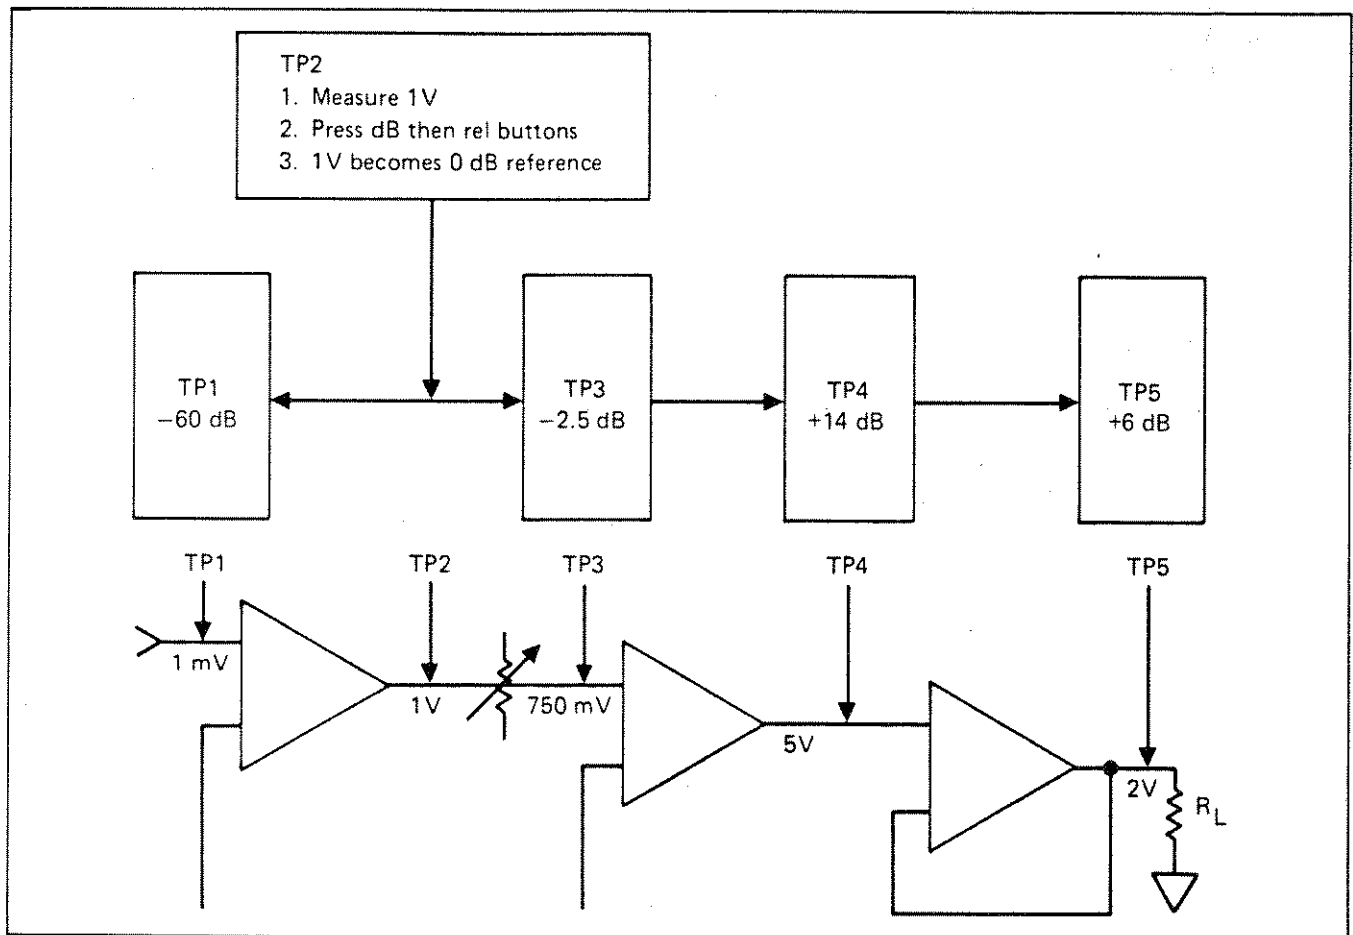 TP2
1. Measure 1V
2. Press dB then rel buttons
3. 1V becomes 0 dB reference
TP1
−60 dB
TP3
−2.5 dB
TP4
+14 dB
TP5
+6 dB
TP1
TP2
TP3
TP4
TP5
1 mV
1V
750 mV
5V
2V
RL